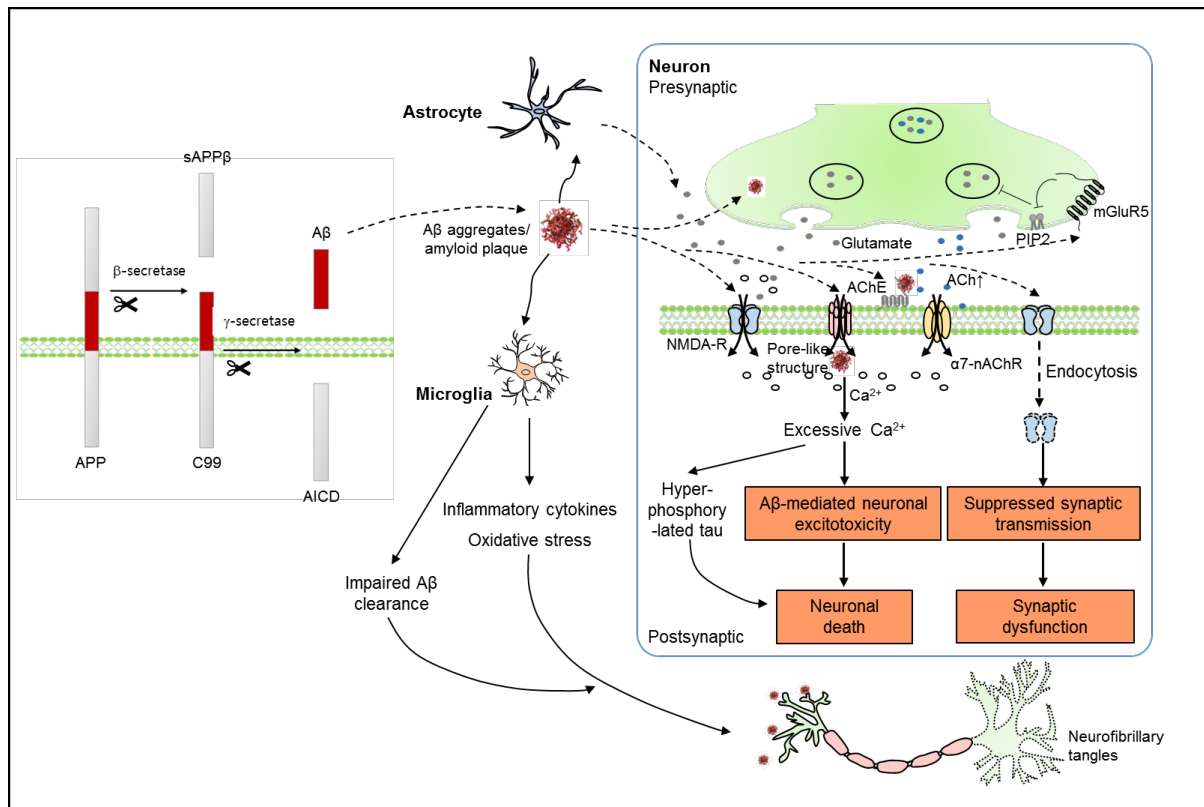 sAPPβ
Aβ
β-secretase
γ-secretase
APP
C99
AICD
Astrocyte
Aβ aggregates/
amyloid plaque
Microglia
Inflammatory cytokines
Oxidative stress
Impaired Aβ
clearance
Neuron
Presynaptic
mGluR5
PIP2
Glutamate
AChE
ACh↑
NMDA-R
Pore-like
structure
α7-nAChR
Endocytosis
Ca²⁺
Excessive Ca²⁺
Hyper-
phosphory
-lated tau
Aβ-mediated neuronal
excitotoxicity
Suppressed synaptic
transmission
Neuronal
death
Synaptic
dysfunction
Postsynaptic
Neurofibrillary
tangles